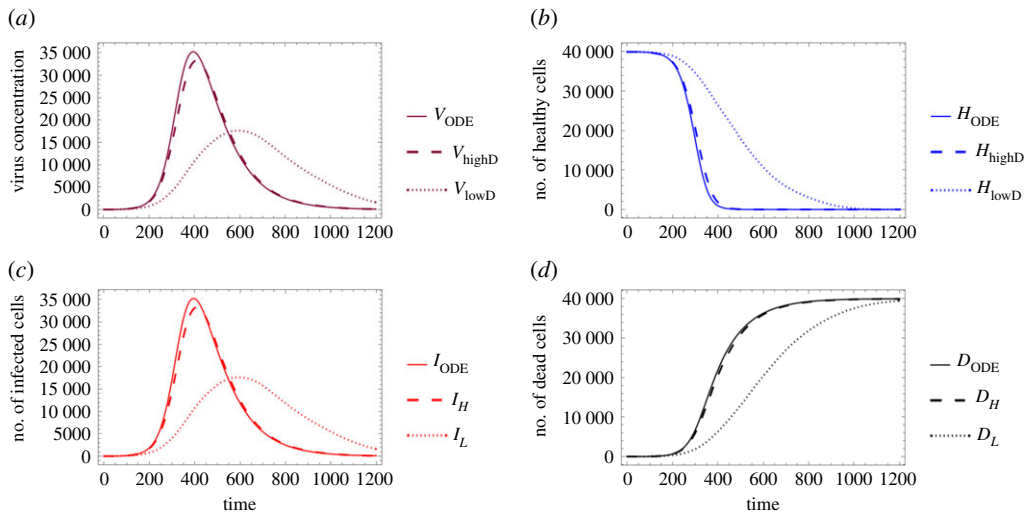 (a)
35 000
30 000
25 000
20 000
15 000
10 000
5000
0
virus concentration
0 200 400 600 800 1000 1200
V_ODE
V_highD
V_lowD
(b)
40 000
30 000
20 000
10 000
0
no. of healthy cells
0 200 400 600 800 1000 1200
H_ODE
H_highD
H_lowD
(c)
35 000
30 000
25 000
20 000
15 000
10 000
5000
0
no. of infected cells
0 200 400 600 800 1000 1200
time
I_ODE
I_H
I_L
(d)
40 000
30 000
20 000
10 000
0
no. of dead cells
0 200 400 600 800 1000 1200
time
D_ODE
D_H
D_L